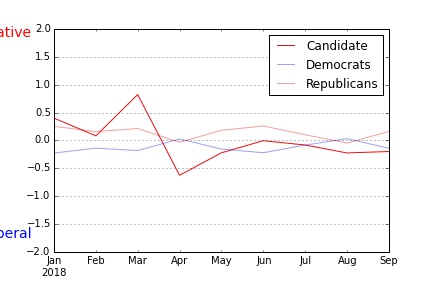 ative
2.0
1.5
1.0
0.5
0.0
−0.5
−1.0
−1.5
−2.0
beral
Candidate
Democrats
Republicans
Jan Feb Mar Apr May Jun Jul Aug Sep
2018